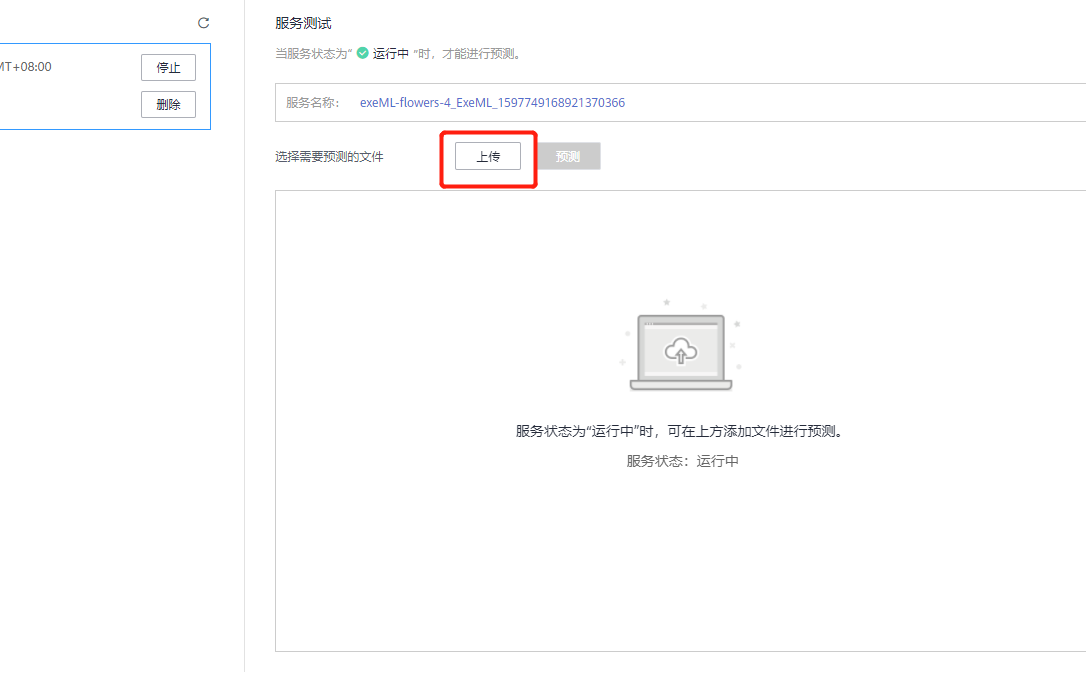 MT+08:00
停止
删除
服务测试
当服务状态为“ 运行中 ”时，才能进行预测。
服务名称： exeML-flowers-4_ExeML_1597749168921370366
选择需要预测的文件 上传 预测
服务状态为“运行中”时，可在上方添加文件进行预测。
服务状态：运行中